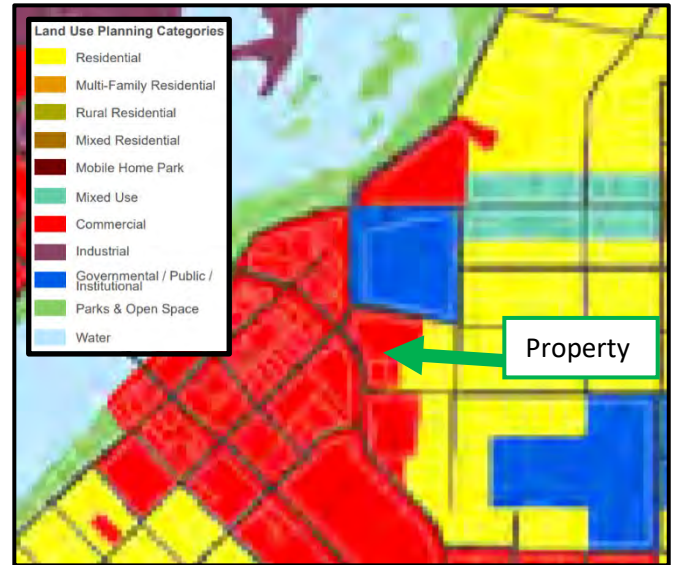 Land Use Planning Categories
Residential
Multi-Family Residential
Rural Residential
Mixed Residential
Mobile Home Park
Mixed Use
Commercial
Industrial
Governmental / Public /
Institutional
Parks & Open Space
Water
Property